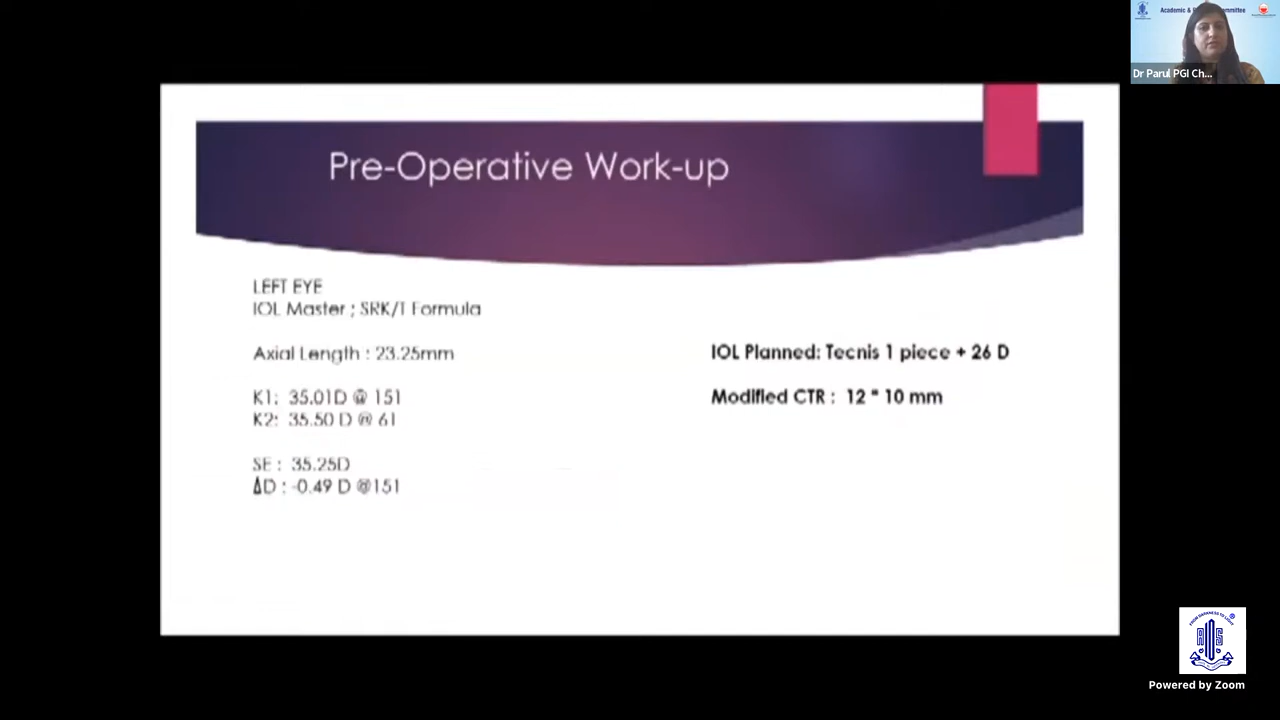 Academic &
mmittee
Dr Parul PGI Ch...
Pre-Operative Work-up
LEFT EYE
IOL Master ; SRK/T Formula
Axial Length : 23.25mm
K1: 35.01D @ 151
K2: 35.50 D @ 61
SE : 35.25D
ΔD : -0.49 D @151
IOL Planned: Tecnis 1 piece + 26 D
Modified CTR : 12 * 10 mm
Powered by Zoom